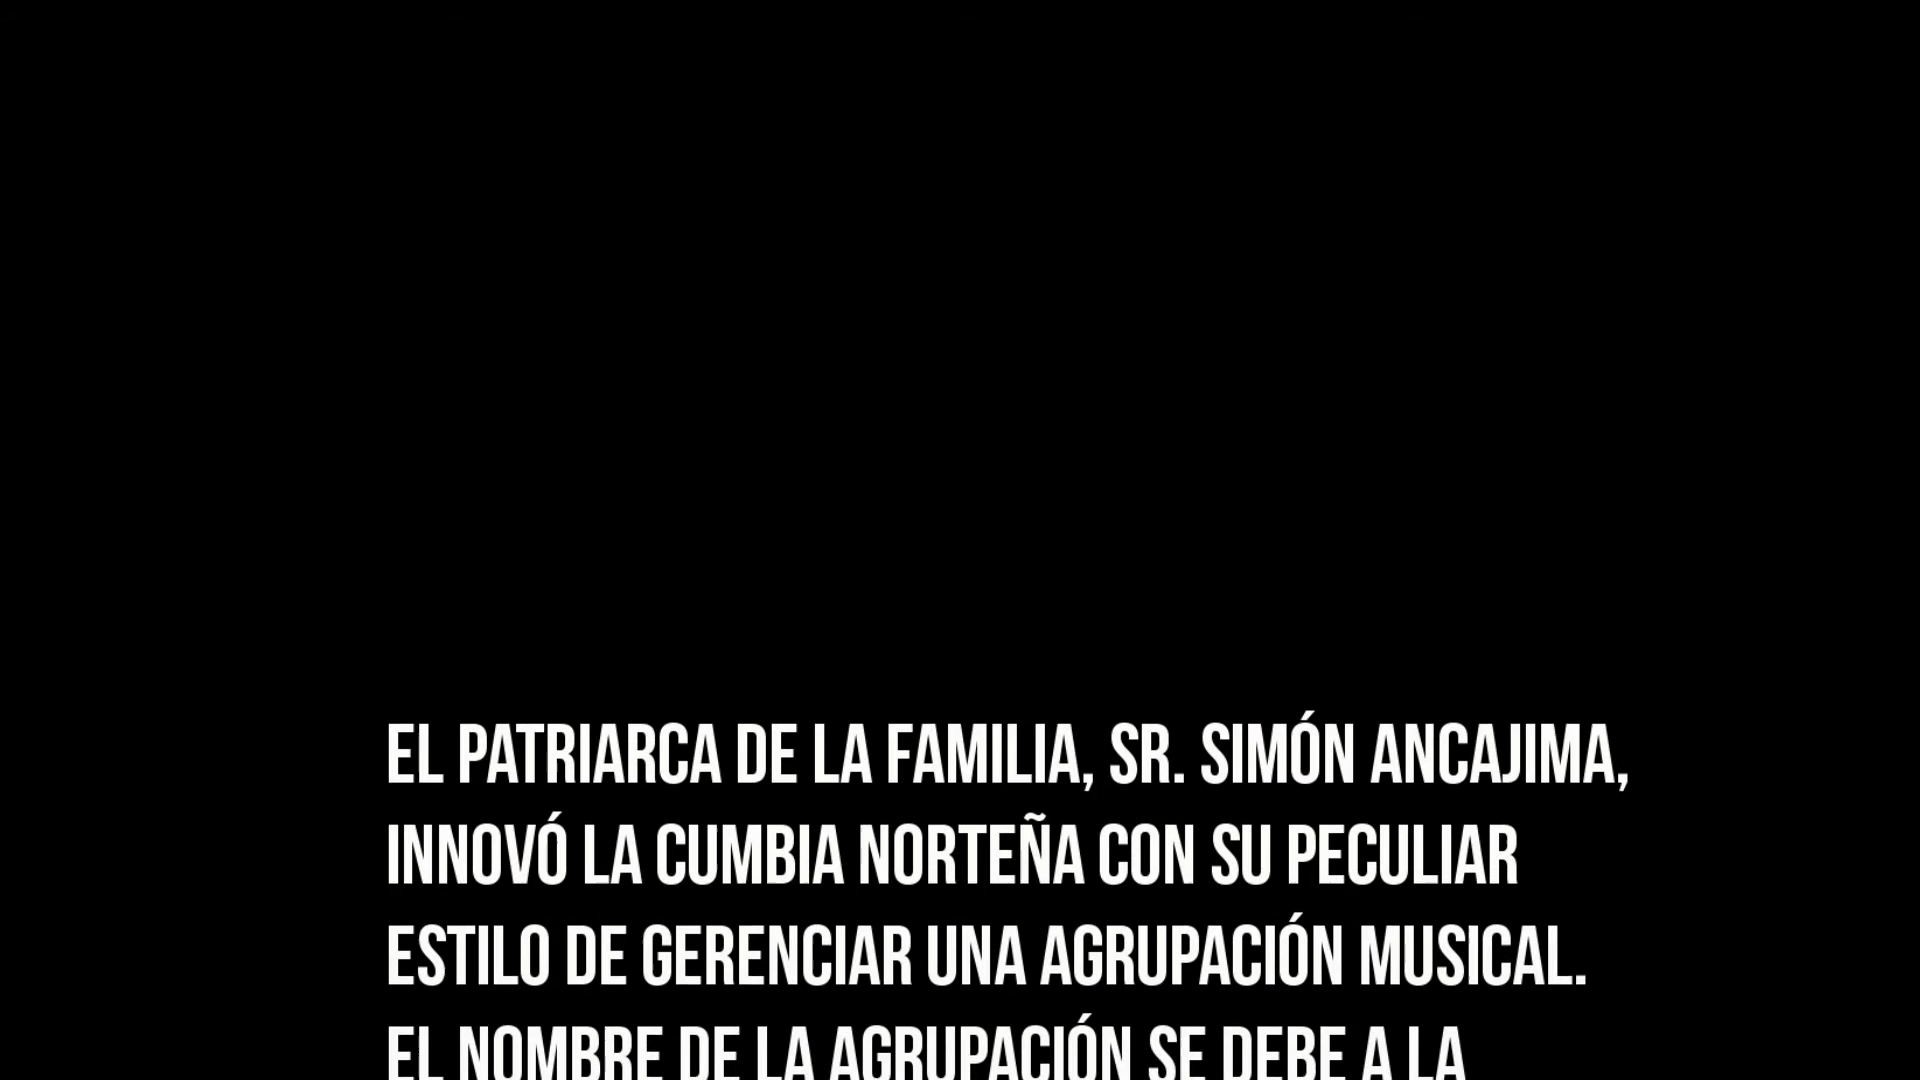 EL PATRIARCA DE LA FAMILIA, SR. SIMÓN ANCAJIMA,
INNOVÓ LA CUMBIA NORTEÑA CON SU PECULIAR
ESTILO DE GERENCIAR UNA AGRUPACIÓN MUSICAL.
EL NOMBRE DE LA AGRUPACIÓN SE DEBE A LA